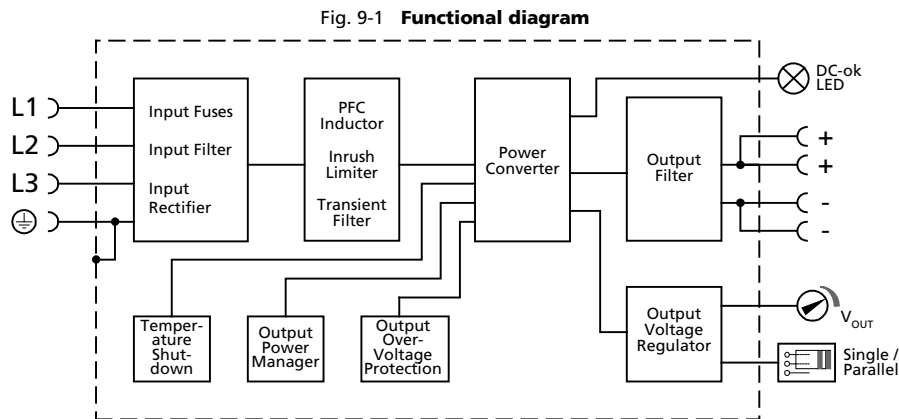 Fig. 9-1 Functional diagram
L1
L2
L3
Input Fuses
Input Filter
Input
Rectifier
PFC
Inductor
Inrush
Limiter
Transient
Filter
Power
Converter
Output
Filter
DC-ok
LED
+
+
-
-
Temper-
ature
Shut-
down
Output
Power
Manager
Output
Over-
Voltage
Protection
Output
Voltage
Regulator
VOUT
Single /
Parallel